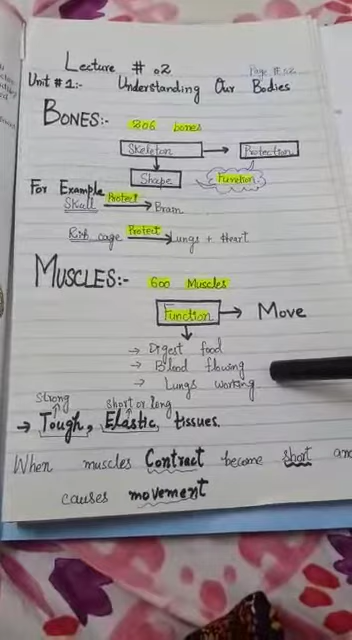 Lecture # 02
Page # 02
Unit # 1: Understanding Our Bodies
BONES:-
206 bones
Skeleton → Protection
Shape Function
For Example
Skull Protect → Brain
Rib cage Protect → Lungs + Heart
MUSCLES:-
600 Muscles
Function → Move
→ Digest food
→ Blood flowing
→ Lungs working
strong short or long
→ Tough, Elastic, tissues.
When muscles Contract become short and
causes movement